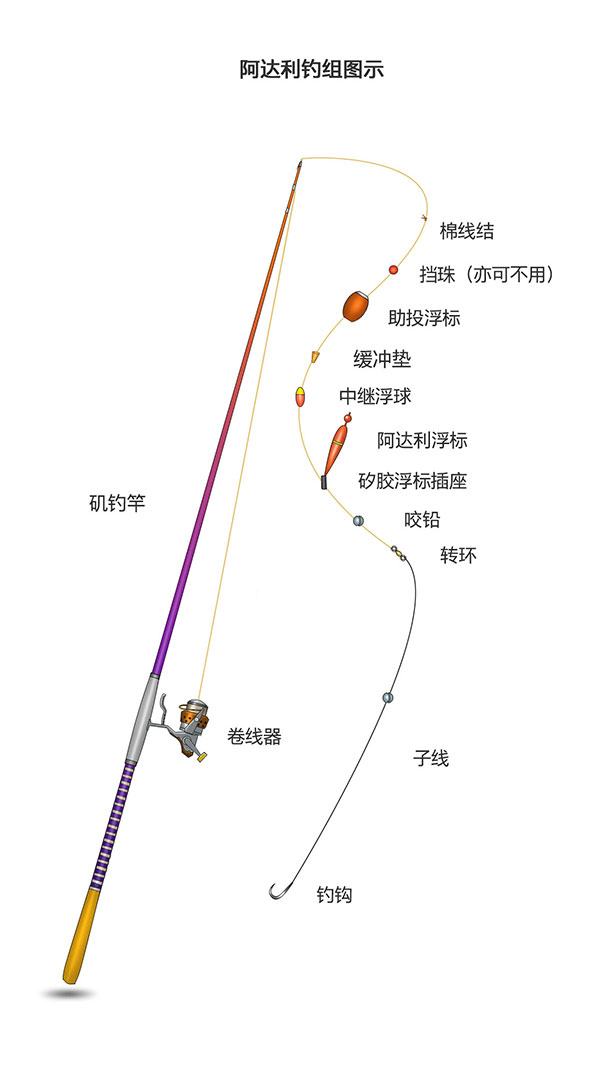 阿达利钓组图示
棉线结
挡珠（亦可不用）
助投浮标
缓冲垫
中继浮球
阿达利浮标
矽胶浮标插座
矶钓竿
咬铅
转环
卷线器
子线
钓钩